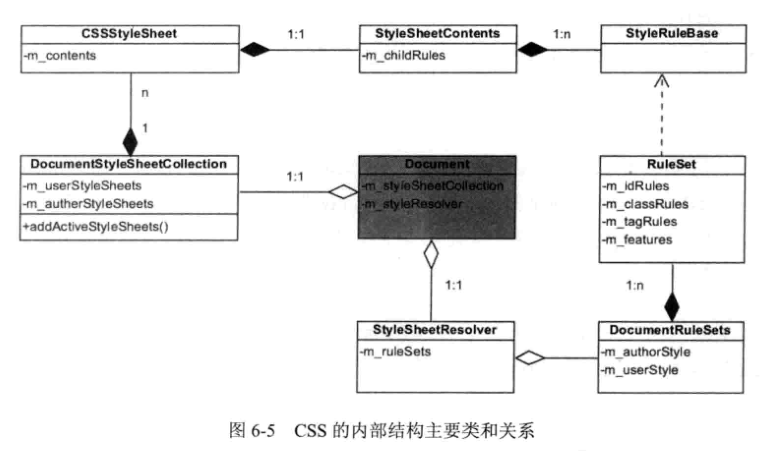 CSSStyleSheet
-m_contents
1:1
StyleSheetContents
-m_childRules
1:n
StyleRuleBase
n
1
DocumentStyleSheetCollection
-m_userStyleSheets
-m_autherStyleSheets
+addActiveStyleSheets()
1:1
Document
-m_styleSheetCollection
-m_styleResolver
RuleSet
-m_idRules
-m_classRules
-m_tagRules
-m_features
1:1
1:n
StyleSheetResolver
-m_ruleSets
DocumentRuleSets
-m_authorStyle
-m_userStyle
图 6-5 CSS 的内部结构主要类和关系